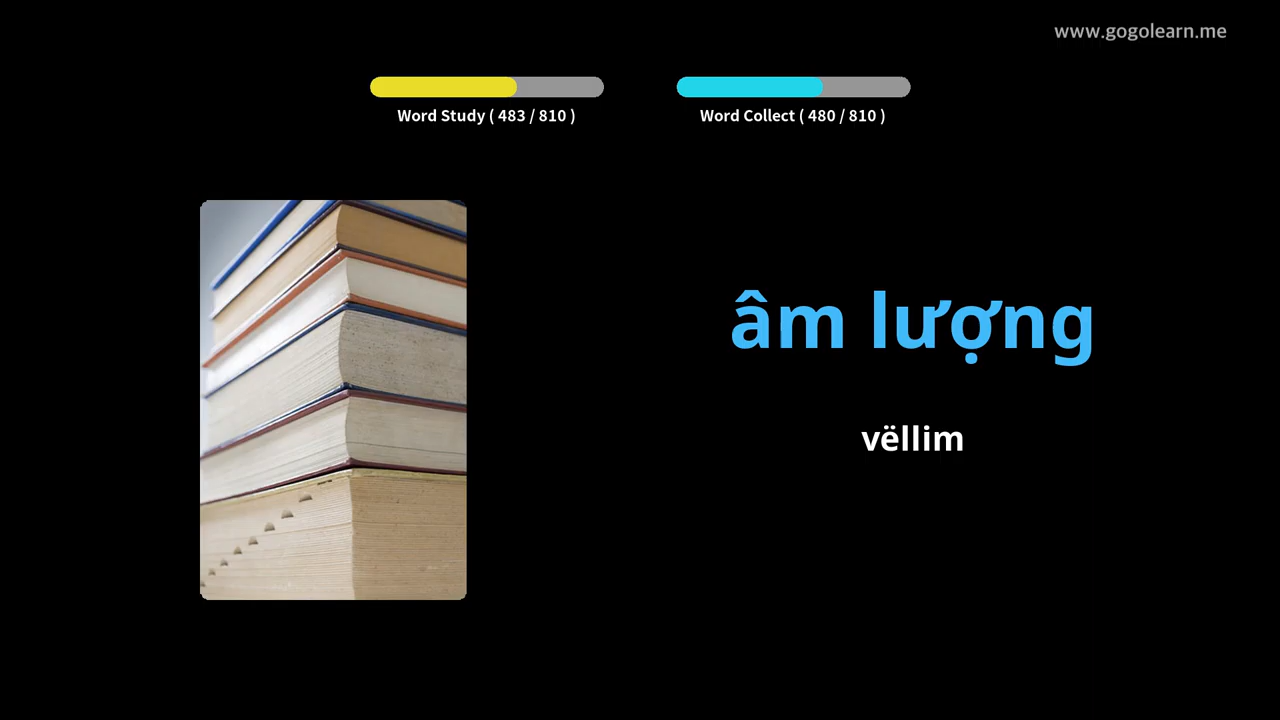 www.gogolearn.me
Word Study ( 483 / 810 )
Word Collect ( 480 / 810 )
âm lượng
vëllim